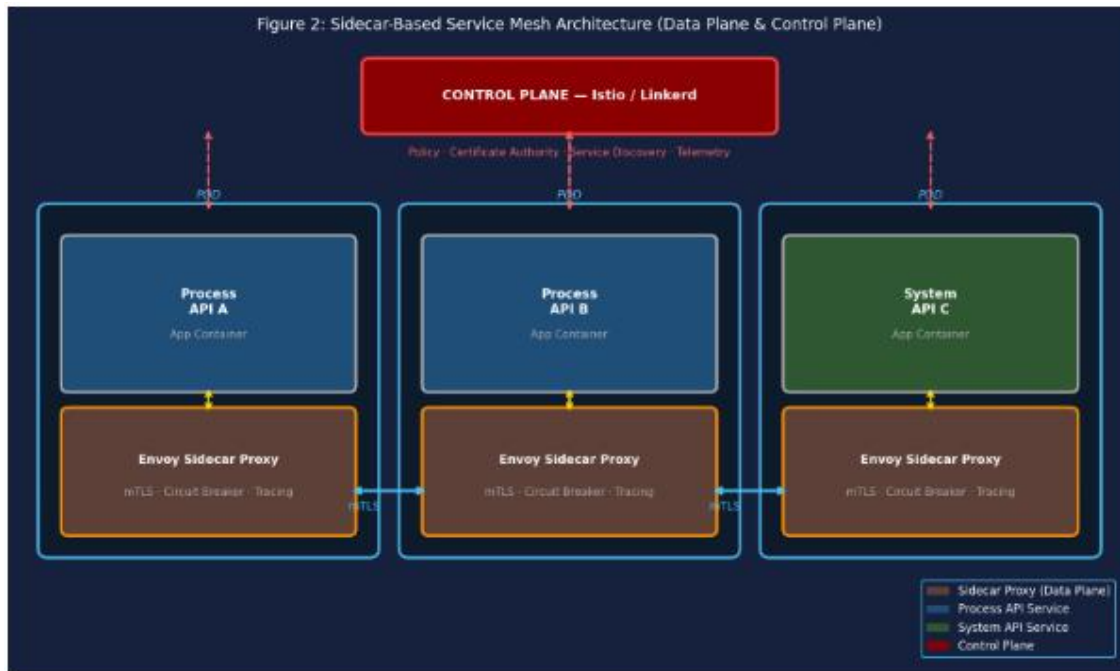 Figure 2: Sidecar-Based Service Mesh Architecture (Data Plane & Control Plane)
CONTROL PLANE — Istio / Linkerd
Policy · Certificate Authority · Service Discovery · Telemetry
POD
POD
POD
Process
API A
App Container
Process
API B
App Container
System
API C
App Container
Envoy Sidecar Proxy
mTLS · Circuit Breaker · Tracing
Envoy Sidecar Proxy
mTLS · Circuit Breaker · Tracing
Envoy Sidecar Proxy
mTLS · Circuit Breaker · Tracing
mTLS
mTLS
Sidecar Proxy (Data Plane)
Process API Service
System API Service
Control Plane